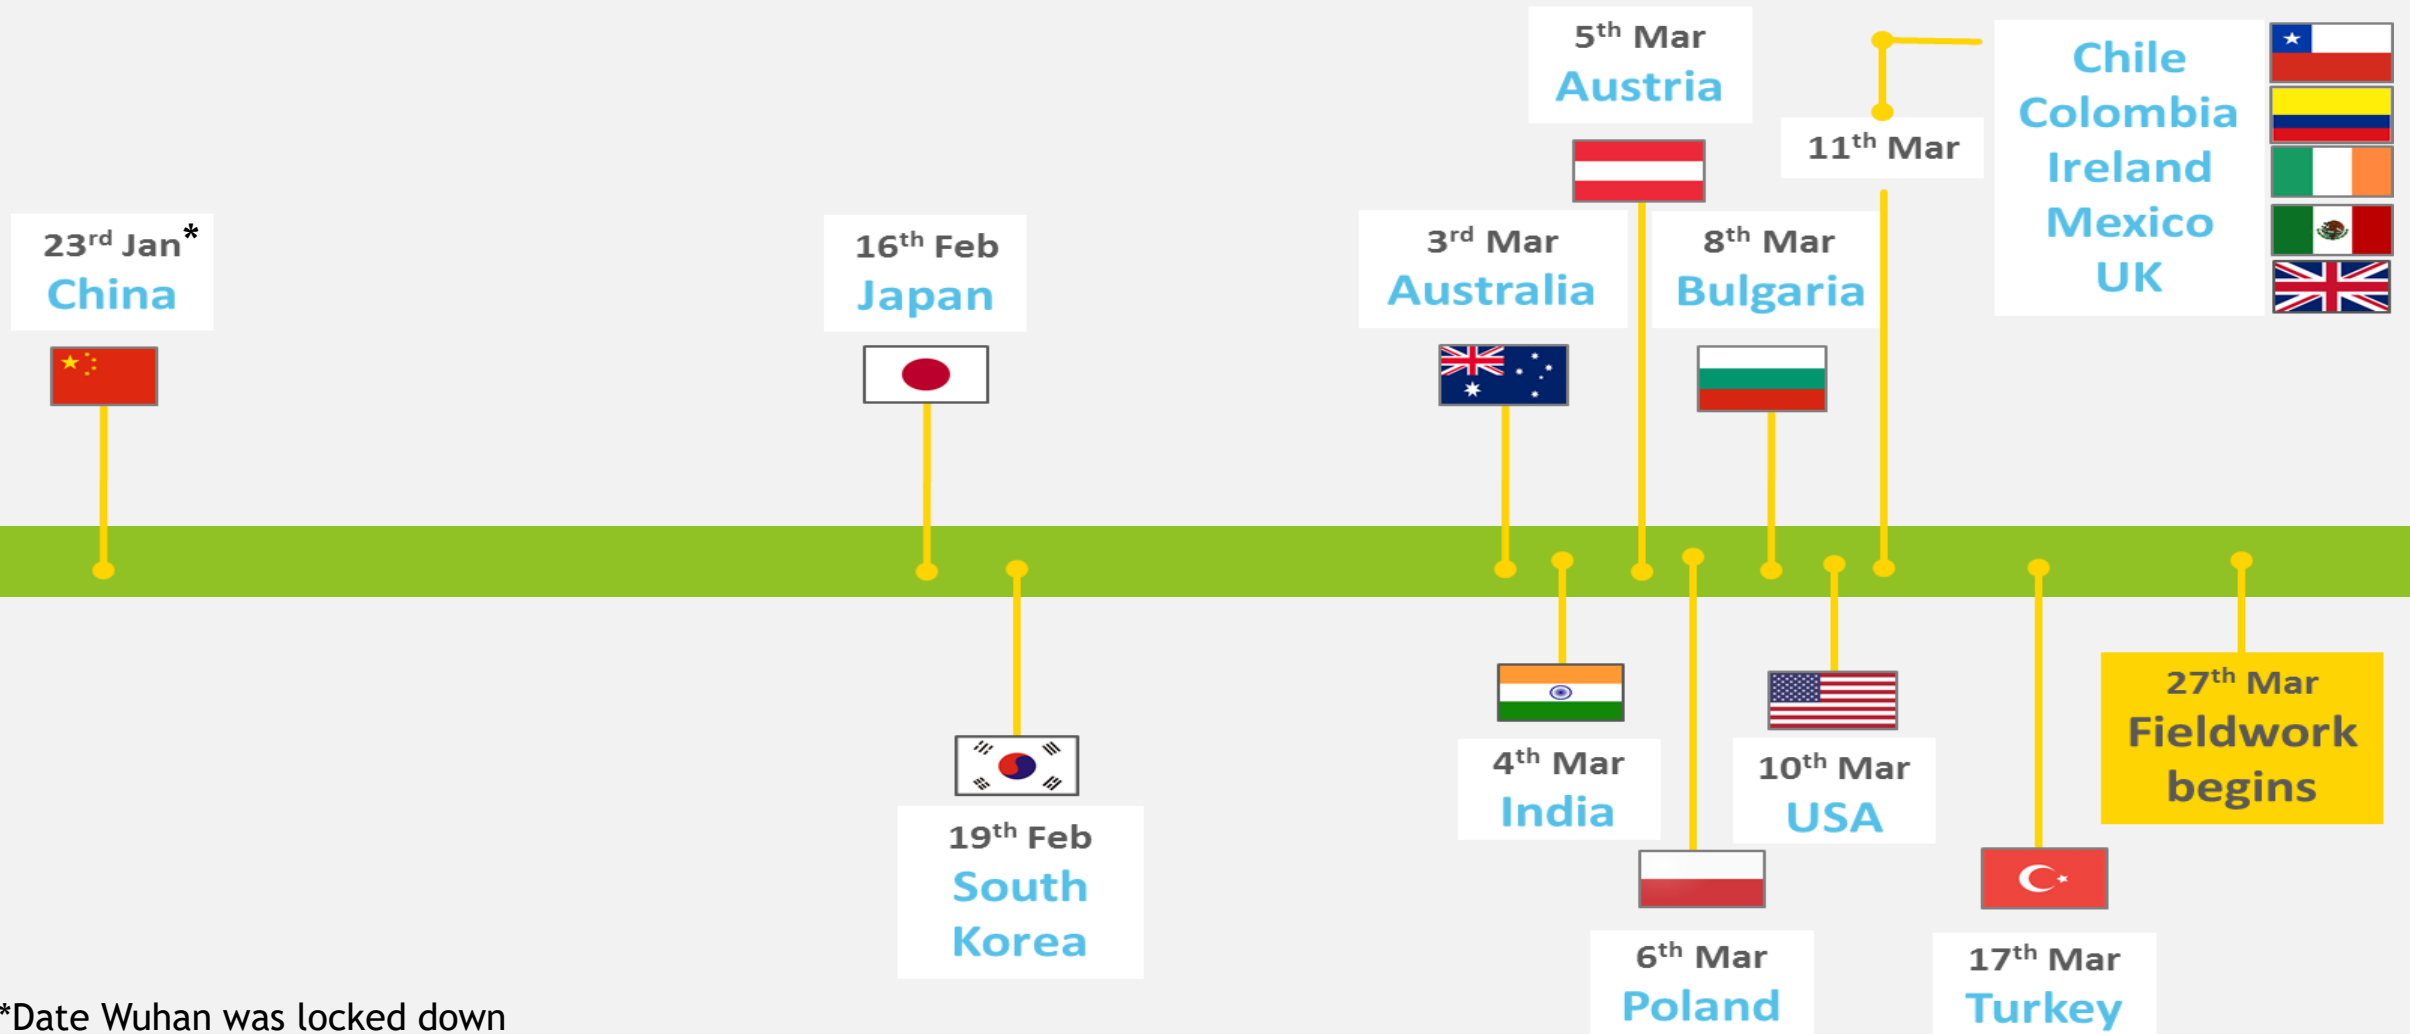 23rd Jan*
China
16th Feb
Japan
19th Feb
South
Korea
3rd Mar
Australia
4th Mar
India
5th Mar
Austria
6th Mar
Poland
8th Mar
Bulgaria
10th Mar
USA
11th Mar
Chile
Colombia
Ireland
Mexico
UK
17th Mar
Turkey
27th Mar
Fieldwork
begins
*Date Wuhan was locked down